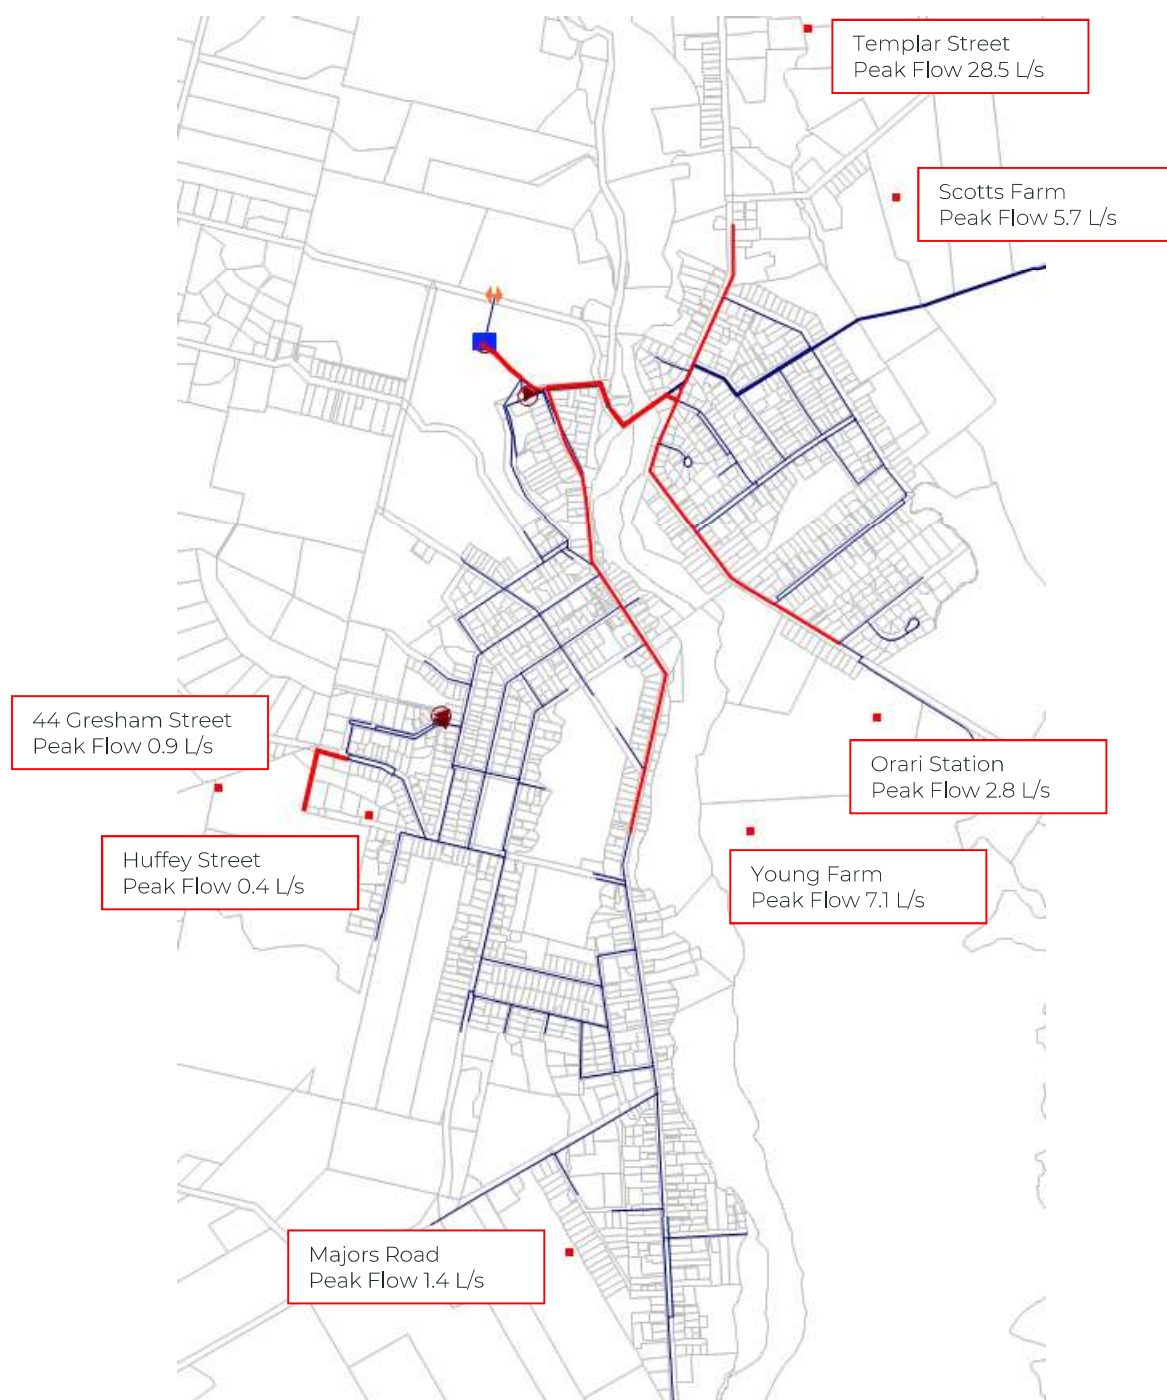 Templar Street
Peak Flow 28.5 L/s
Scotts Farm
Peak Flow 5.7 L/s
44 Gresham Street
Peak Flow 0.9 L/s
Orari Station
Peak Flow 2.8 L/s
Huffey Street
Peak Flow 0.4 L/s
Young Farm
Peak Flow 7.1 L/s
Majors Road
Peak Flow 1.4 L/s